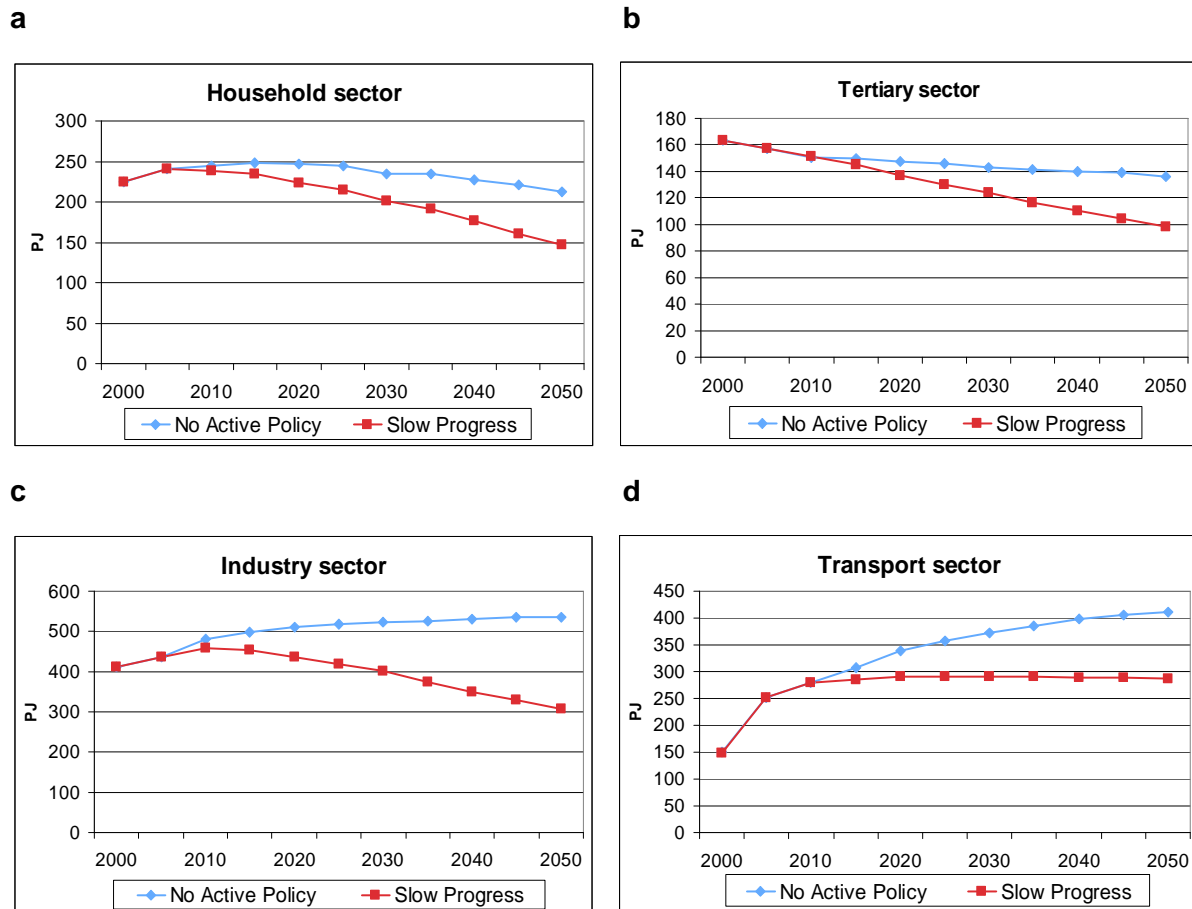 a
Household sector
300
250
200
150
100
50
0
PJ
2000 2010 2020 2030 2040 2050
No Active Policy Slow Progress
b
Tertiary sector
180
160
140
120
100
80
60
40
20
0
PJ
2000 2010 2020 2030 2040 2050
No Active Policy Slow Progress
c
Industry sector
600
500
400
300
200
100
0
PJ
2000 2010 2020 2030 2040 2050
No Active Policy Slow Progress
d
Transport sector
450
400
350
300
250
200
150
100
50
0
PJ
2000 2010 2020 2030 2040 2050
No Active Policy Slow Progress